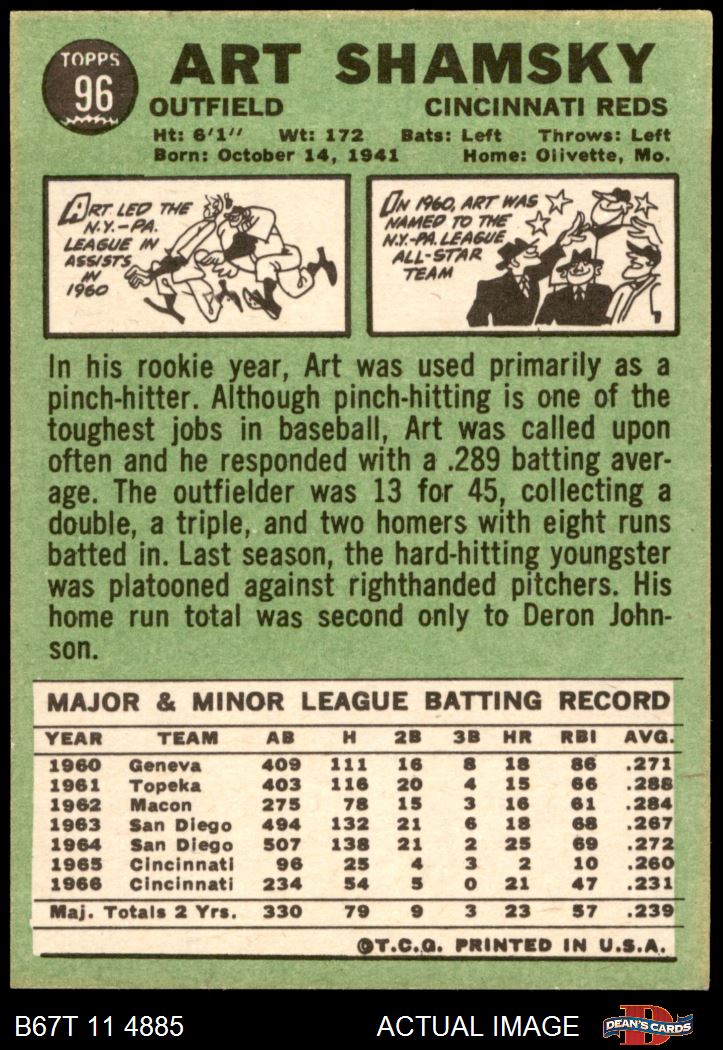 TOPPS
96
ART SHAMSKY
OUTFIELD CINCINNATI REDS
Ht: 6'1" Wt: 172 Bats: Left Throws: Left
Born: October 14, 1941 Home: Olivette, Mo.
ART LED THE
N.Y.-PA.
LEAGUE IN
ASSISTS
IN
1960
IN 1960, ART WAS
NAMED TO THE
N.Y.-PA. LEAGUE
ALL-STAR
TEAM
In his rookie year, Art was used primarily as a
pinch-hitter. Although pinch-hitting is one of the
toughest jobs in baseball, Art was called upon
often and he responded with a .289 batting aver-
age. The outfielder was 13 for 45, collecting a
double, a triple, and two homers with eight runs
batted in. Last season, the hard-hitting youngster
was platooned against righthanded pitchers. His
home run total was second only to Deron John-
son.
MAJOR & MINOR LEAGUE BATTING RECORD
YEAR TEAM AB H 2B 3B HR RBI AVG.
1960 Geneva 409 111 16 8 18 86 .271
1961 Topeka 403 116 20 4 15 66 .288
1962 Macon 275 78 15 3 16 61 .284
1963 San Diego 494 132 21 6 18 68 .267
1964 San Diego 507 138 21 2 25 69 .272
1965 Cincinnati 96 25 4 3 2 10 .260
1966 Cincinnati 234 54 5 0 21 47 .231
Maj. Totals 2 Yrs. 330 79 9 3 23 57 .239
©T.C.G. PRINTED IN U.S.A.
B67T 11 4885 ACTUAL IMAGE D DEAN'S CARDS